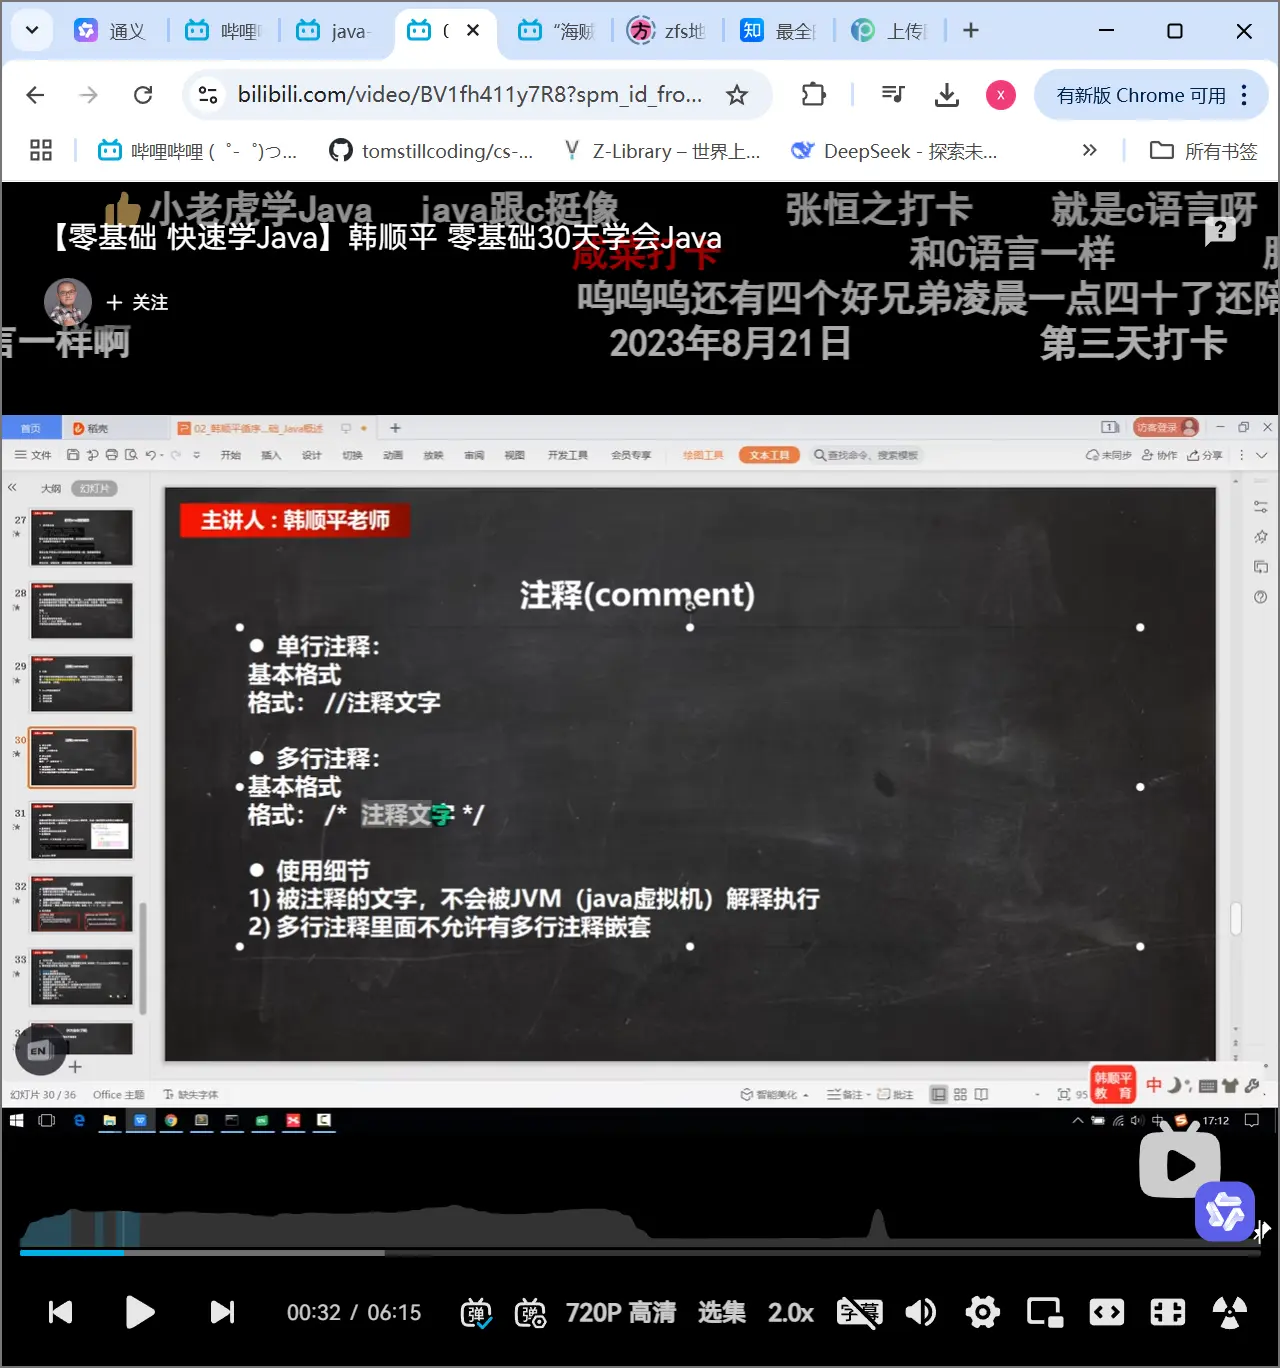 通义
哔哩
java-
(
“海贼
zfs地
最全
上传
bilibili.com/video/BV1fh411y7R8?spm_id_fro...
x
有新版 Chrome 可用
哔哩哔哩 (゜-゜)つ...
tomstillcoding/cs-...
Z-Library – 世界上...
DeepSeek - 探索未...
所有书签
小老虎学Java
java跟c挺像
张恒之打卡
就是c语言呀
【零基础 快速学Java】韩顺平 零基础30天学会Java
咸菜打卡
和C语言一样
呜呜呜还有四个好兄弟凌晨一点四十了还陪
+ 关注
言一样啊
2023年8月21日
第三天打卡
首页
稻壳
02_韩顺平循序...础_Java概述
访客登录
文件
开始
插入
设计
切换
动画
放映
审阅
视图
开发工具
会员专享
绘图工具
文本工具
查找命令、搜索模板
未同步
协作
分享
大纲
幻灯片
27
28
29
30
31
32
33
主讲人：韩顺平老师
注释(comment)
● 单行注释：
基本格式
格式： //注释文字
● 多行注释：
基本格式
格式： /* 注释文字 */
● 使用细节
1) 被注释的文字，不会被JVM（java虚拟机）解释执行
2) 多行注释里面不允许有多行注释嵌套
EN
幻灯片 30 / 36
Office 主题
缺失字体
智能美化
备注
批注
95
韩顺平
教 育
中
17:12
00:32 / 06:15
弹
弹
720P 高清
选集
2.0x
字幕